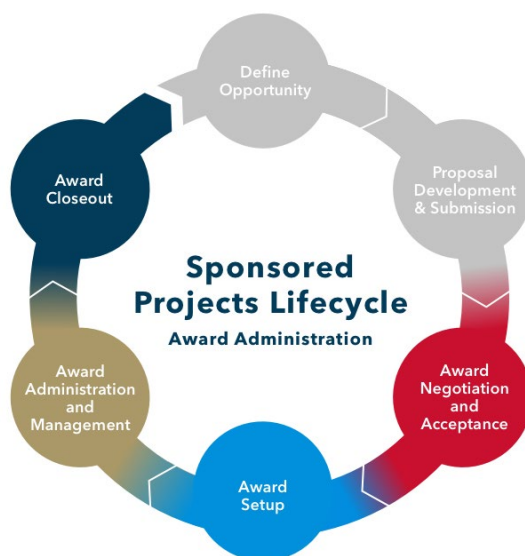 Define
Opportunity
Proposal
Development
& Submission
Award
Negotiation
and
Acceptance
Award
Setup
Award
Administration
and
Management
Award
Closeout
Sponsored
Projects Lifecycle
Award Administration